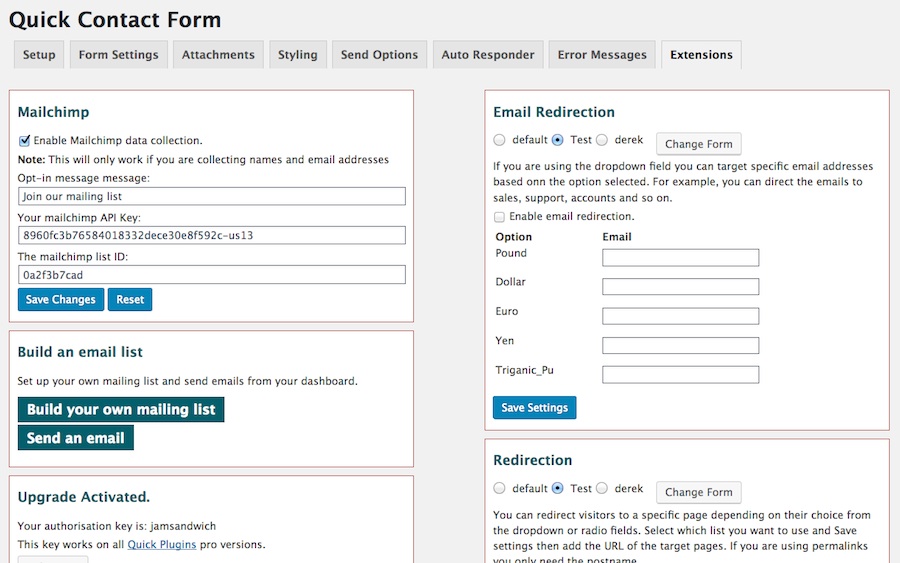 Quick Contact Form
Setup
Form Settings
Attachments
Styling
Send Options
Auto Responder
Error Messages
Extensions
Mailchimp
Enable Mailchimp data collection.
Note: This will only work if you are collecting names and email addresses
Opt-in message message:
Join our mailing list
Your mailchimp API Key:
8960fc3b76584018332dece30e8f592c-us13
The mailchimp list ID:
0a2f3b7cad
Save Changes
Reset
Build an email list
Set up your own mailing list and send emails from your dashboard.
Build your own mailing list
Send an email
Upgrade Activated.
Your authorisation key is: jamsandwich
This key works on all Quick Plugins pro versions.
Email Redirection
default Test derek Change Form
If you are using the dropdown field you can target specific email addresses
based onn the option selected. For example, you can direct the emails to
sales, support, accounts and so on.
Enable email redirection.
Option Email
Pound
Dollar
Euro
Yen
Triganic_Pu
Save Settings
Redirection
default Test derek Change Form
You can redirect visitors to a specific page depending on their choice from
the dropdown or radio fields. Select which list you want to use and Save
settings then add the URL of the target pages. If you are using permalinks
you only need the postname.